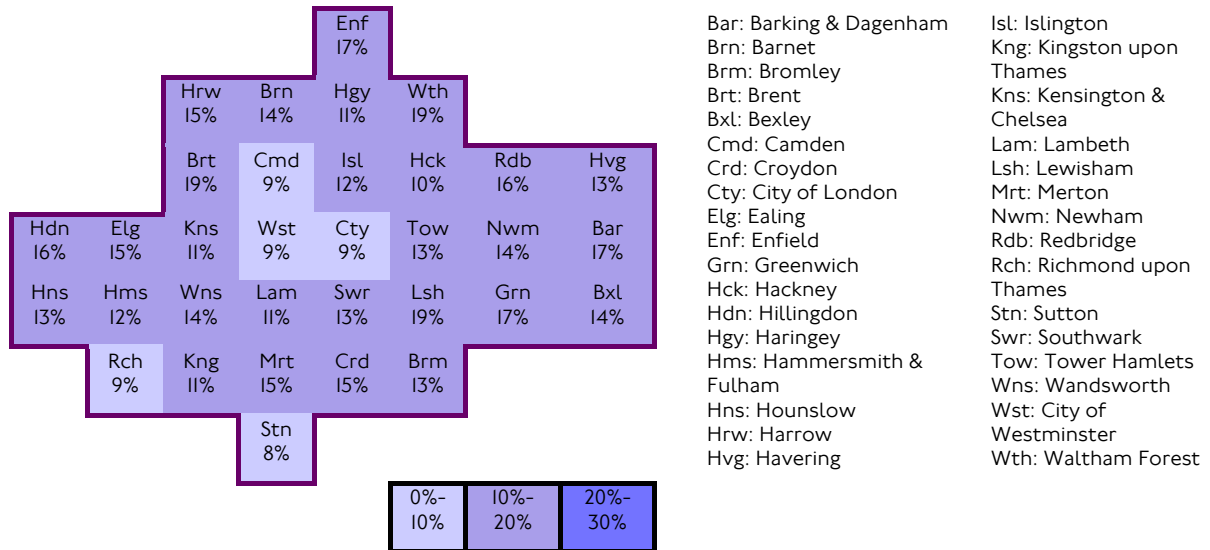 Enf
17%
Hrw Brn Hgy Wth
15% 14% 11% 19%
Brt Cmd Isl Hck Rdb Hvg
19% 9% 12% 10% 16% 13%
Hdn Elg Kns Wst Cty Tow Nwm Bar
16% 15% 11% 9% 9% 13% 14% 17%
Hns Hms Wns Lam Swr Lsh Grn Bxl
13% 12% 14% 11% 13% 19% 17% 14%
Rch Kng Mrt Crd Brm
9% 11% 15% 15% 13%
Stn
8%
0%- 10%- 20%-
10% 20% 30%
Bar: Barking & Dagenham
Brn: Barnet
Brm: Bromley
Brt: Brent
Bxl: Bexley
Cmd: Camden
Crd: Croydon
Cty: City of London
Elg: Ealing
Enf: Enfield
Grn: Greenwich
Hck: Hackney
Hdn: Hillingdon
Hgy: Haringey
Hms: Hammersmith &
Fulham
Hns: Hounslow
Hrw: Harrow
Hvg: Havering
Isl: Islington
Kng: Kingston upon
Thames
Kns: Kensington &
Chelsea
Lam: Lambeth
Lsh: Lewisham
Mrt: Merton
Nwm: Newham
Rdb: Redbridge
Rch: Richmond upon
Thames
Stn: Sutton
Swr: Southwark
Tow: Tower Hamlets
Wns: Wandsworth
Wst: City of
Westminster
Wth: Waltham Forest